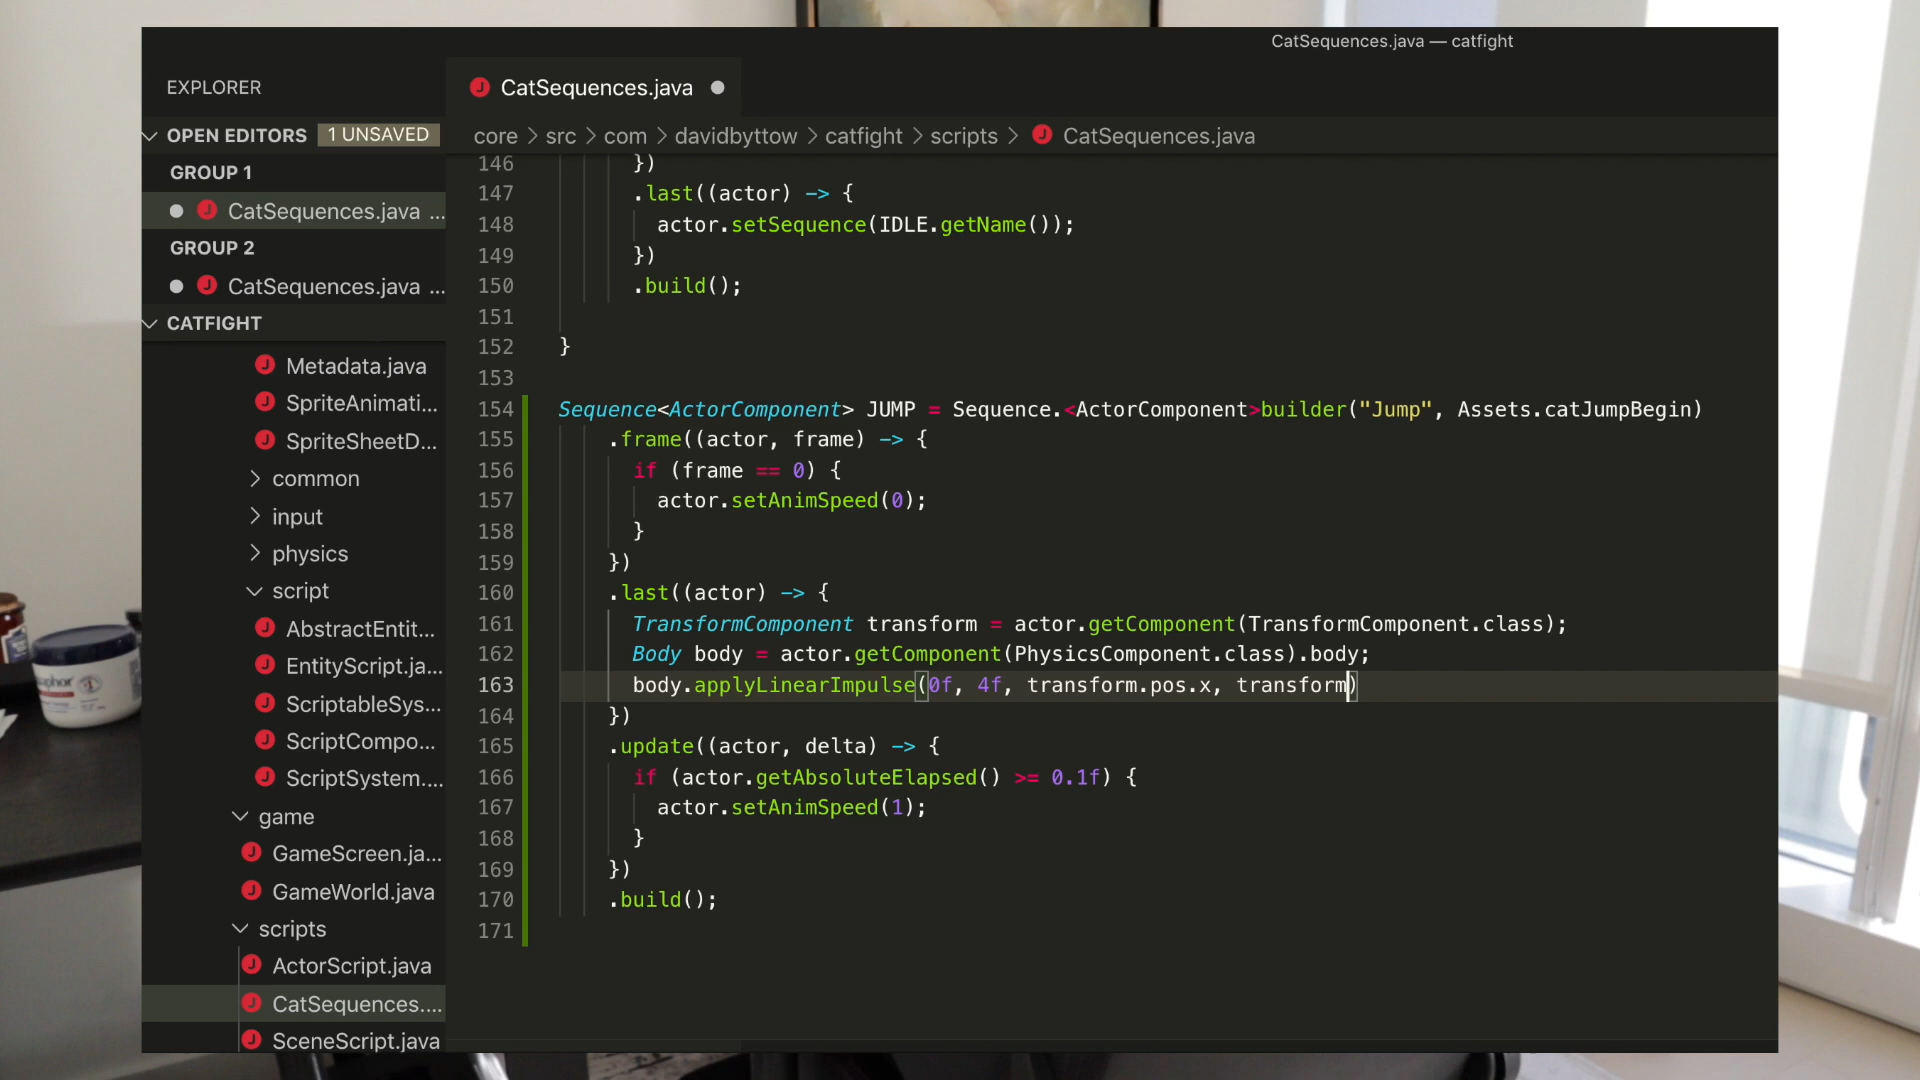 CatSequences.java — catfight
EXPLORER
OPEN EDITORS 1 UNSAVED
GROUP 1
CatSequences.java ...
GROUP 2
CatSequences.java ...
CATFIGHT
Metadata.java
SpriteAnimati...
SpriteSheetD...
common
input
physics
script
AbstractEntit...
EntityScript.ja...
ScriptableSys...
ScriptCompo...
ScriptSystem....
game
GameScreen.ja...
GameWorld.java
scripts
ActorScript.java
CatSequences....
SceneScript.java
CatSequences.java
core > src > com > davidbyttow > catfight > scripts > CatSequences.java
146 })
147 .last((actor) -> {
148 actor.setSequence(IDLE.getName());
149 })
150 .build();
151
152 }
153
154 Sequence<ActorComponent> JUMP = Sequence.<ActorComponent>builder("Jump", Assets.catJumpBegin)
155 .frame((actor, frame) -> {
156 if (frame == 0) {
157 actor.setAnimSpeed(0);
158 }
159 })
160 .last((actor) -> {
161 TransformComponent transform = actor.getComponent(TransformComponent.class);
162 Body body = actor.getComponent(PhysicsComponent.class).body;
163 body.applyLinearImpulse(0f, 4f, transform.pos.x, transform)
164 })
165 .update((actor, delta) -> {
166 if (actor.getAbsoluteElapsed() >= 0.1f) {
167 actor.setAnimSpeed(1);
168 }
169 })
170 .build();
171